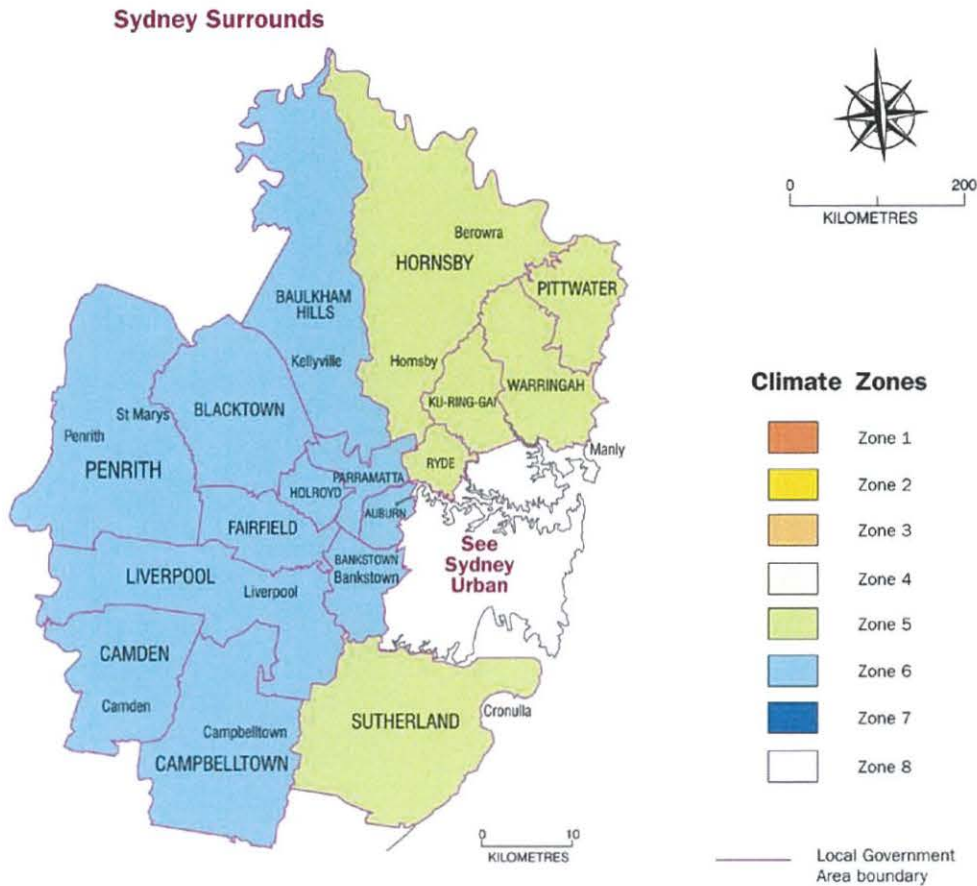 Sydney Surrounds
0 200
KILOMETRES
Berowra
HORNSBY
PITTWATER
BAULKHAM
HILLS
Kellyville
Hornsby
WARRINGAH
KU-RING-GAI
St Marys
BLACKTOWN
Penrith
PENRITH
Manly
RYDE
PARRAMATTA
HOLROYD
AUBURN
FAIRFIELD
See
Sydney
Urban
BANKSTOWN
Bankstown
LIVERPOOL
Liverpool
CAMDEN
Camden
Campbelltown
CAMPBELLTOWN
SUTHERLAND
Cronulla
0 10
KILOMETRES
Climate Zones
Zone 1
Zone 2
Zone 3
Zone 4
Zone 5
Zone 6
Zone 7
Zone 8
Local Government
Area boundary